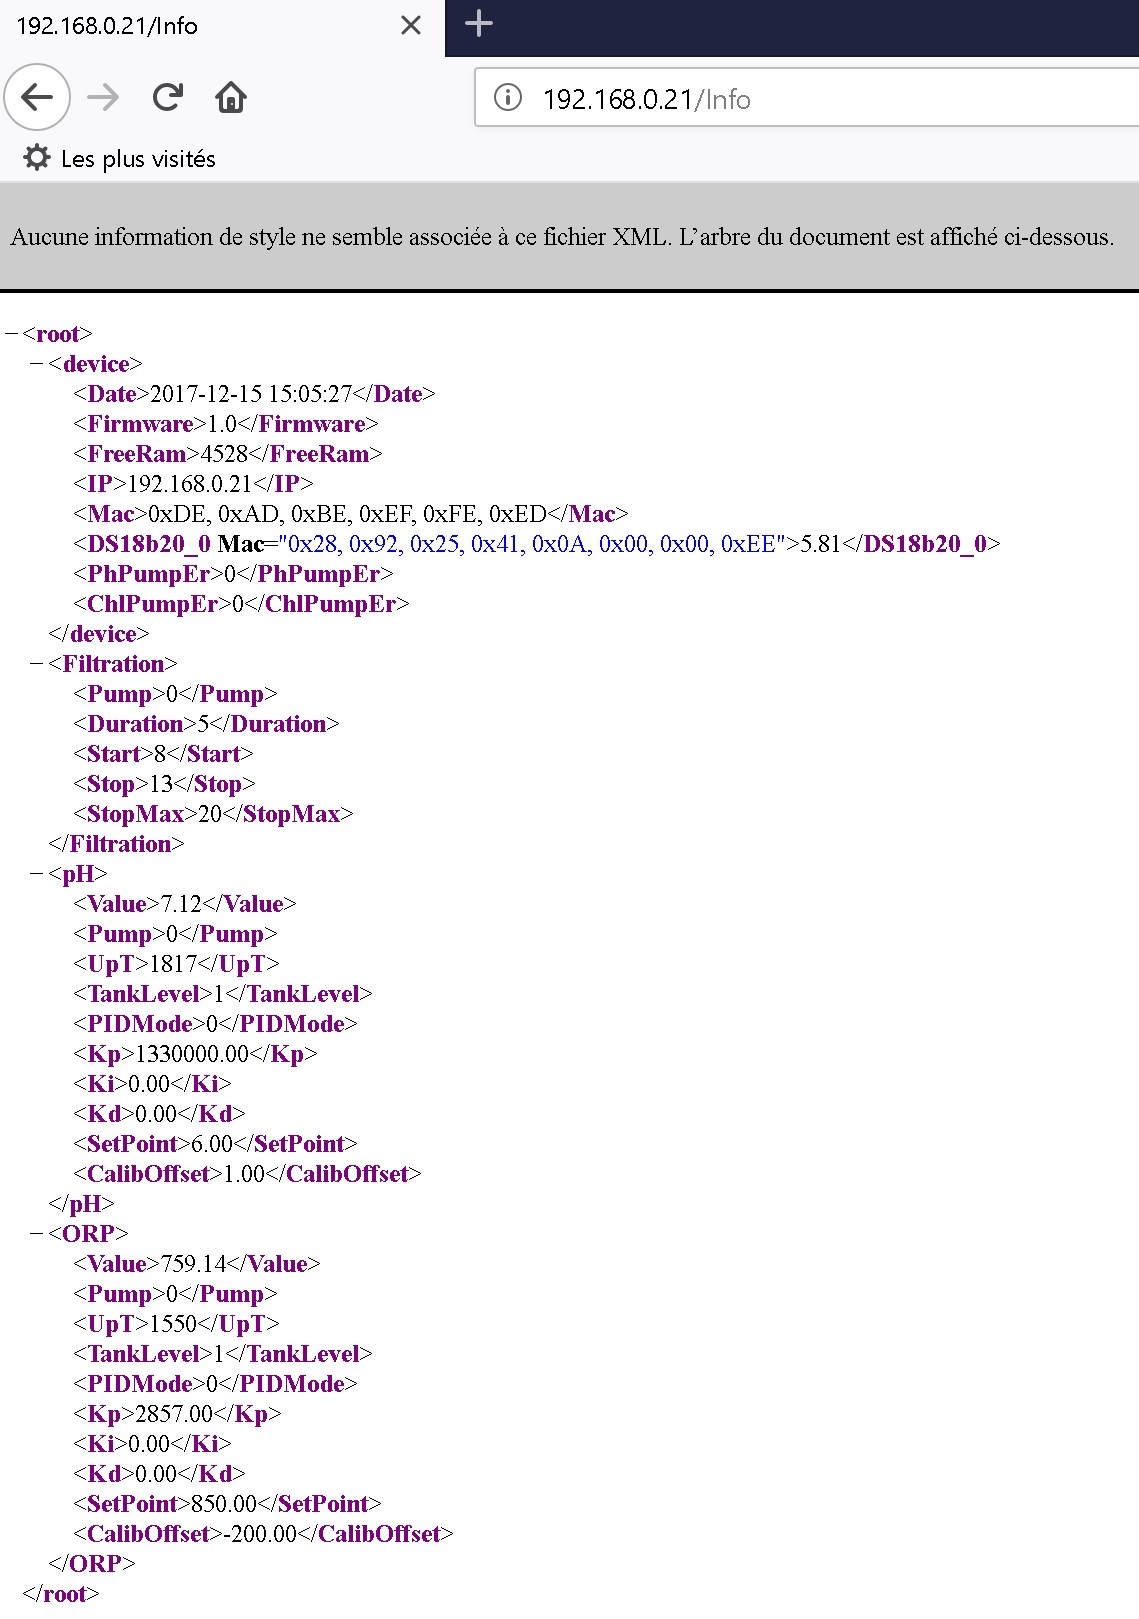 192.168.0.21/Info
192.168.0.21/Info
Les plus visités
Aucune information de style ne semble associée à ce fichier XML. L’arbre du document est affiché ci-dessous.
−<root>
−<device>
<Date>2017-12-15 15:05:27</Date>
<Firmware>1.0</Firmware>
<FreeRam>4528</FreeRam>
<IP>192.168.0.21</IP>
<Mac>0xDE, 0xAD, 0xBE, 0xEF, 0xFE, 0xED</Mac>
<DS18b20_0 Mac="0x28, 0x92, 0x25, 0x41, 0x0A, 0x00, 0x00, 0xEE">5.81</DS18b20_0>
<PhPumpEr>0</PhPumpEr>
<ChlPumpEr>0</ChlPumpEr>
</device>
−<Filtration>
<Pump>0</Pump>
<Duration>5</Duration>
<Start>8</Start>
<Stop>13</Stop>
<StopMax>20</StopMax>
</Filtration>
−<pH>
<Value>7.12</Value>
<Pump>0</Pump>
<UpT>1817</UpT>
<TankLevel>1</TankLevel>
<PIDMode>0</PIDMode>
<Kp>1330000.00</Kp>
<Ki>0.00</Ki>
<Kd>0.00</Kd>
<SetPoint>6.00</SetPoint>
<CalibOffset>1.00</CalibOffset>
</pH>
−<ORP>
<Value>759.14</Value>
<Pump>0</Pump>
<UpT>1550</UpT>
<TankLevel>1</TankLevel>
<PIDMode>0</PIDMode>
<Kp>2857.00</Kp>
<Ki>0.00</Ki>
<Kd>0.00</Kd>
<SetPoint>850.00</SetPoint>
<CalibOffset>-200.00</CalibOffset>
</ORP>
</root>